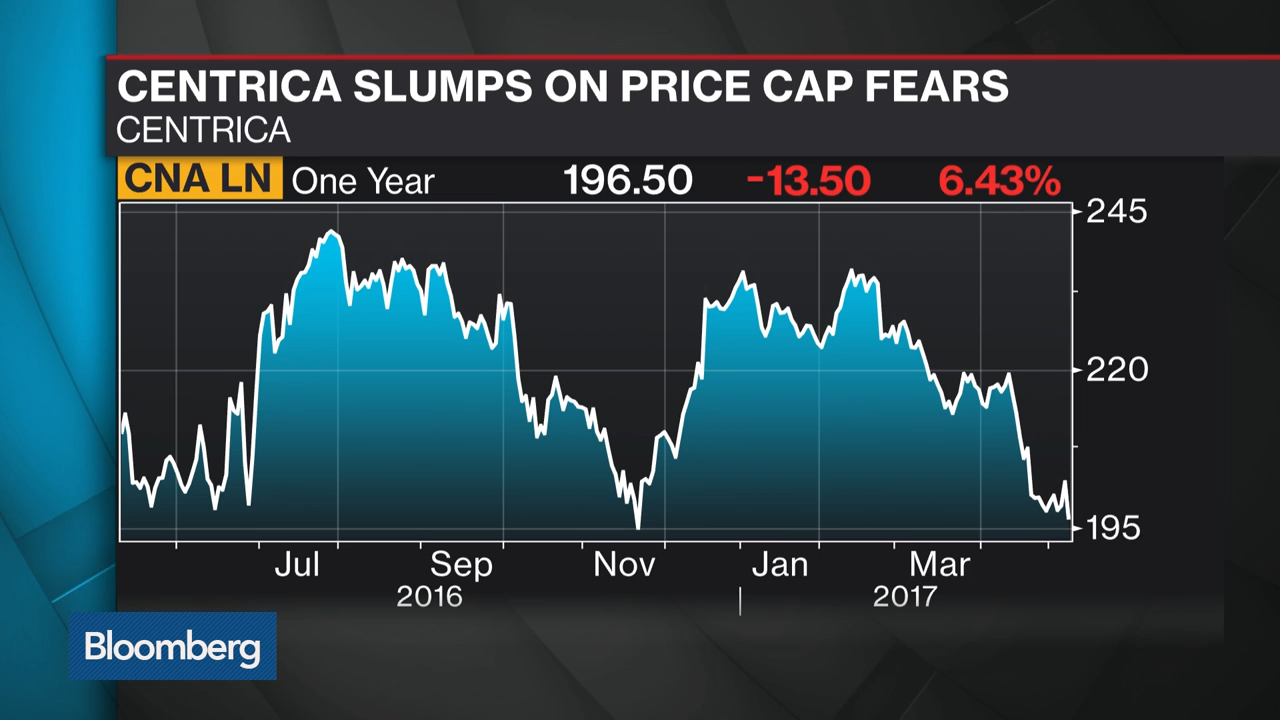 CENTRICA SLUMPS ON PRICE CAP FEARS
CENTRICA
CNA LN One Year 196.50 -13.50 6.43%
245
220
195
Jul Sep Nov Jan Mar
2016 2017
Bloomberg